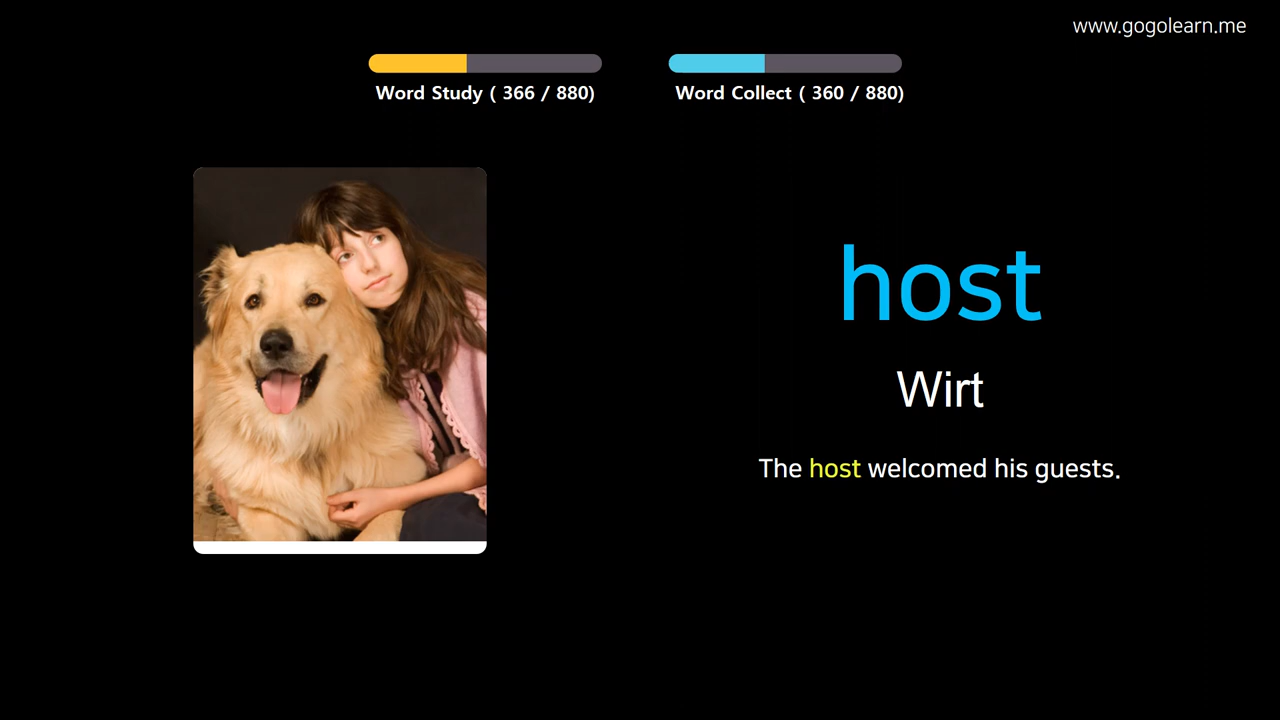 www.gogolearn.me
Word Study ( 366 / 880)
Word Collect ( 360 / 880)
host
Wirt
The host welcomed his guests.